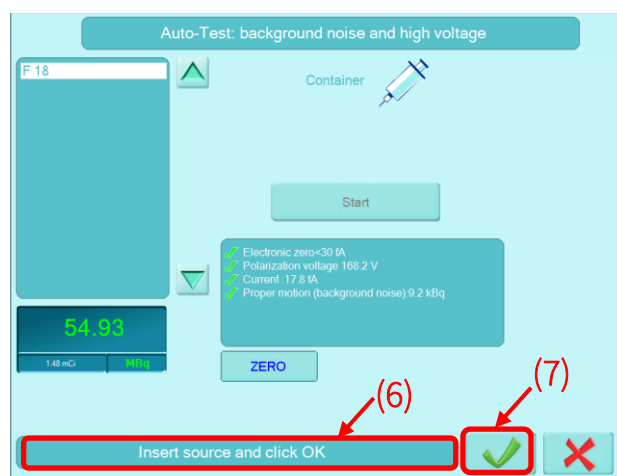 Auto-Test: background noise and high voltage
F 18
Container
Start
Electronic zero<30 fA
Polarization voltage 168.2 V
Current :17.8 fA
Proper motion (background noise):9.2 kBq
54.93
1.48 mCi MBq
ZERO
(6)
(7)
Insert source and click OK